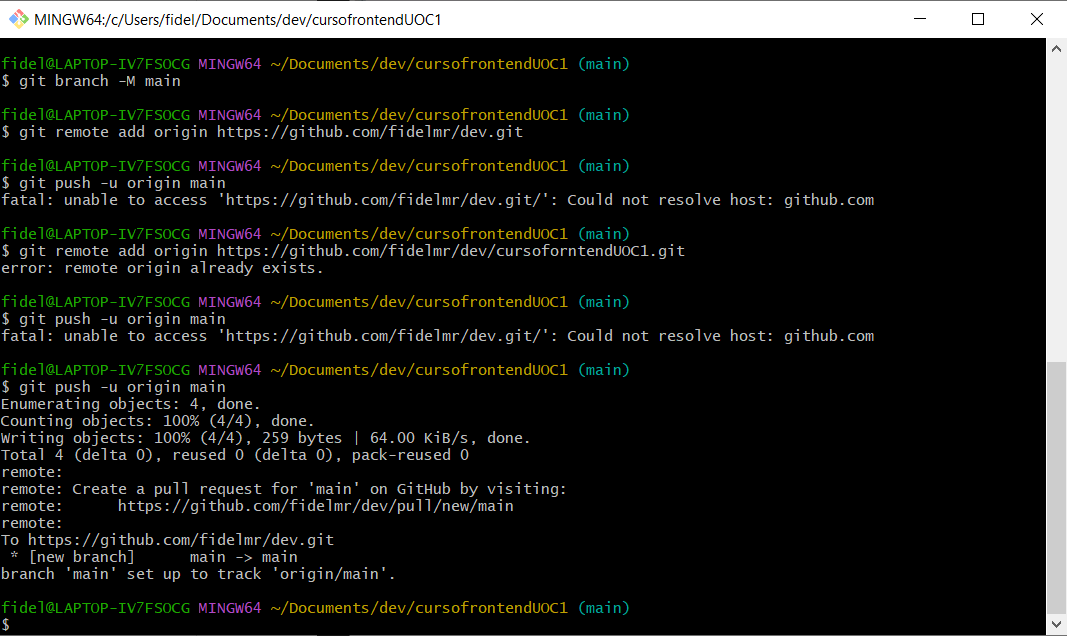 MINGW64:/c/Users/fidel/Documents/dev/cursofrontendUOC1
fidel@LAPTOP-IV7FSOCG MINGW64 ~/Documents/dev/cursofrontendUOC1 (main)
$ git branch -M main
fidel@LAPTOP-IV7FSOCG MINGW64 ~/Documents/dev/cursofrontendUOC1 (main)
$ git remote add origin https://github.com/fidelmr/dev.git
fidel@LAPTOP-IV7FSOCG MINGW64 ~/Documents/dev/cursofrontendUOC1 (main)
$ git push -u origin main
fatal: unable to access 'https://github.com/fidelmr/dev.git/': Could not resolve host: github.com
fidel@LAPTOP-IV7FSOCG MINGW64 ~/Documents/dev/cursofrontendUOC1 (main)
$ git remote add origin https://github.com/fidelmr/dev/cursoforntendUOC1.git
error: remote origin already exists.
fidel@LAPTOP-IV7FSOCG MINGW64 ~/Documents/dev/cursofrontendUOC1 (main)
$ git push -u origin main
fatal: unable to access 'https://github.com/fidelmr/dev.git/': Could not resolve host: github.com
fidel@LAPTOP-IV7FSOCG MINGW64 ~/Documents/dev/cursofrontendUOC1 (main)
$ git push -u origin main
Enumerating objects: 4, done.
Counting objects: 100% (4/4), done.
Writing objects: 100% (4/4), 259 bytes | 64.00 KiB/s, done.
Total 4 (delta 0), reused 0 (delta 0), pack-reused 0
remote:
remote: Create a pull request for 'main' on GitHub by visiting:
remote:      https://github.com/fidelmr/dev/pull/new/main
remote:
To https://github.com/fidelmr/dev.git
 * [new branch]      main -> main
branch 'main' set up to track 'origin/main'.
fidel@LAPTOP-IV7FSOCG MINGW64 ~/Documents/dev/cursofrontendUOC1 (main)
$